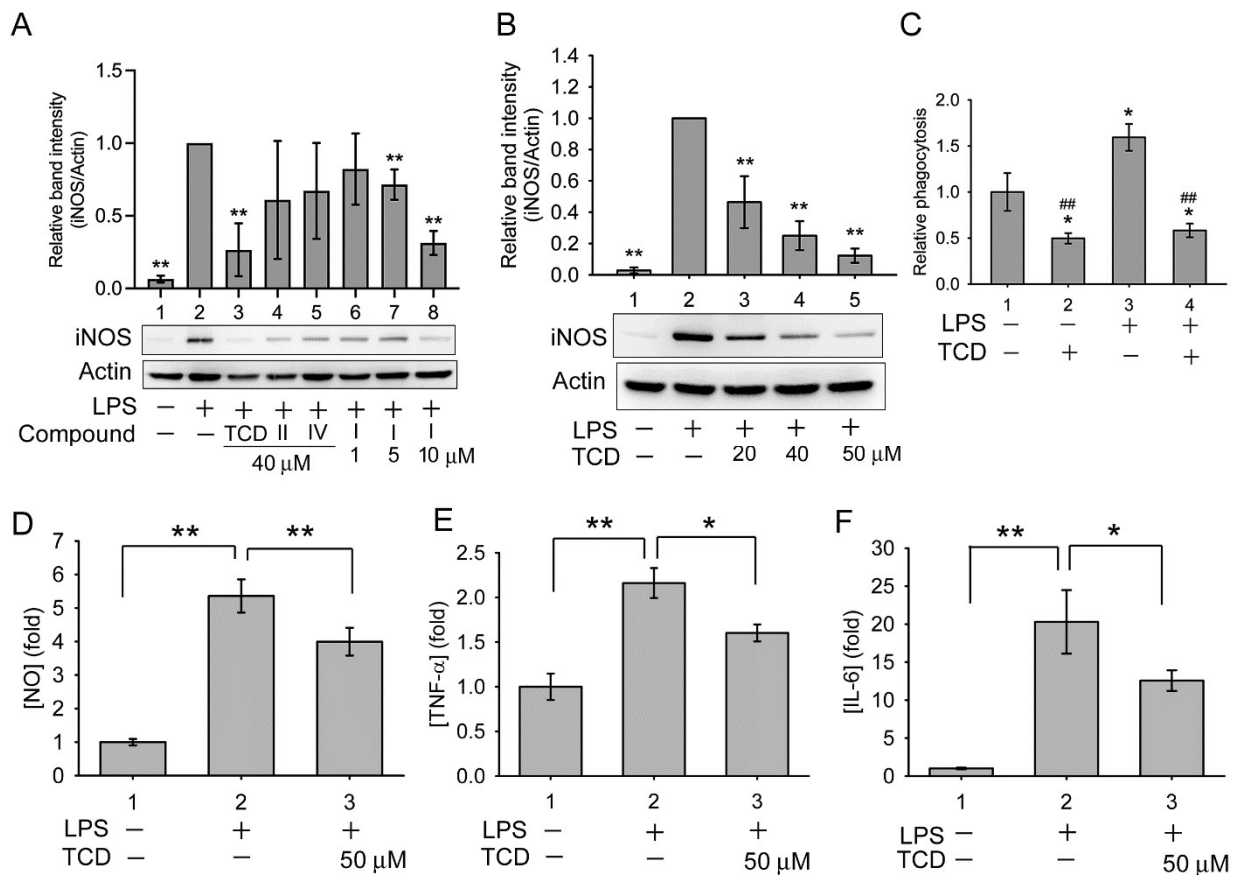 A
Relative band intensity
(iNOS/Actin)
1.5
1.0
0.5
0.0
** ** ** **
1 2 3 4 5 6 7 8
iNOS
Actin
LPS − + + + + + + +
Compound − − TCD II IV I I I
40 μM 1 5 10 μM
B
Relative band intensity
(iNOS/Actin)
1.4
1.2
1.0
0.8
0.6
0.4
0.2
0.0
** ** ** **
1 2 3 4 5
iNOS
Actin
LPS − + + + +
TCD − − 20 40 50 μM
C
Relative phagocytosis
2.0
1.5
1.0
0.5
0.0
*
## ##
* *
1 2 3 4
LPS − − + +
TCD − + − +
D
[NO] (fold)
8
7
6
5
4
3
2
1
0
** **
1 2 3
LPS − + +
TCD − − 50 μM
E
[TNF-α] (fold)
2.5
2.0
1.5
1.0
0.5
0.0
** *
1 2 3
LPS − + +
TCD − − 50 μM
F
[IL-6] (fold)
30
25
20
15
10
5
0
** *
1 2 3
LPS − + +
TCD − − 50 μM